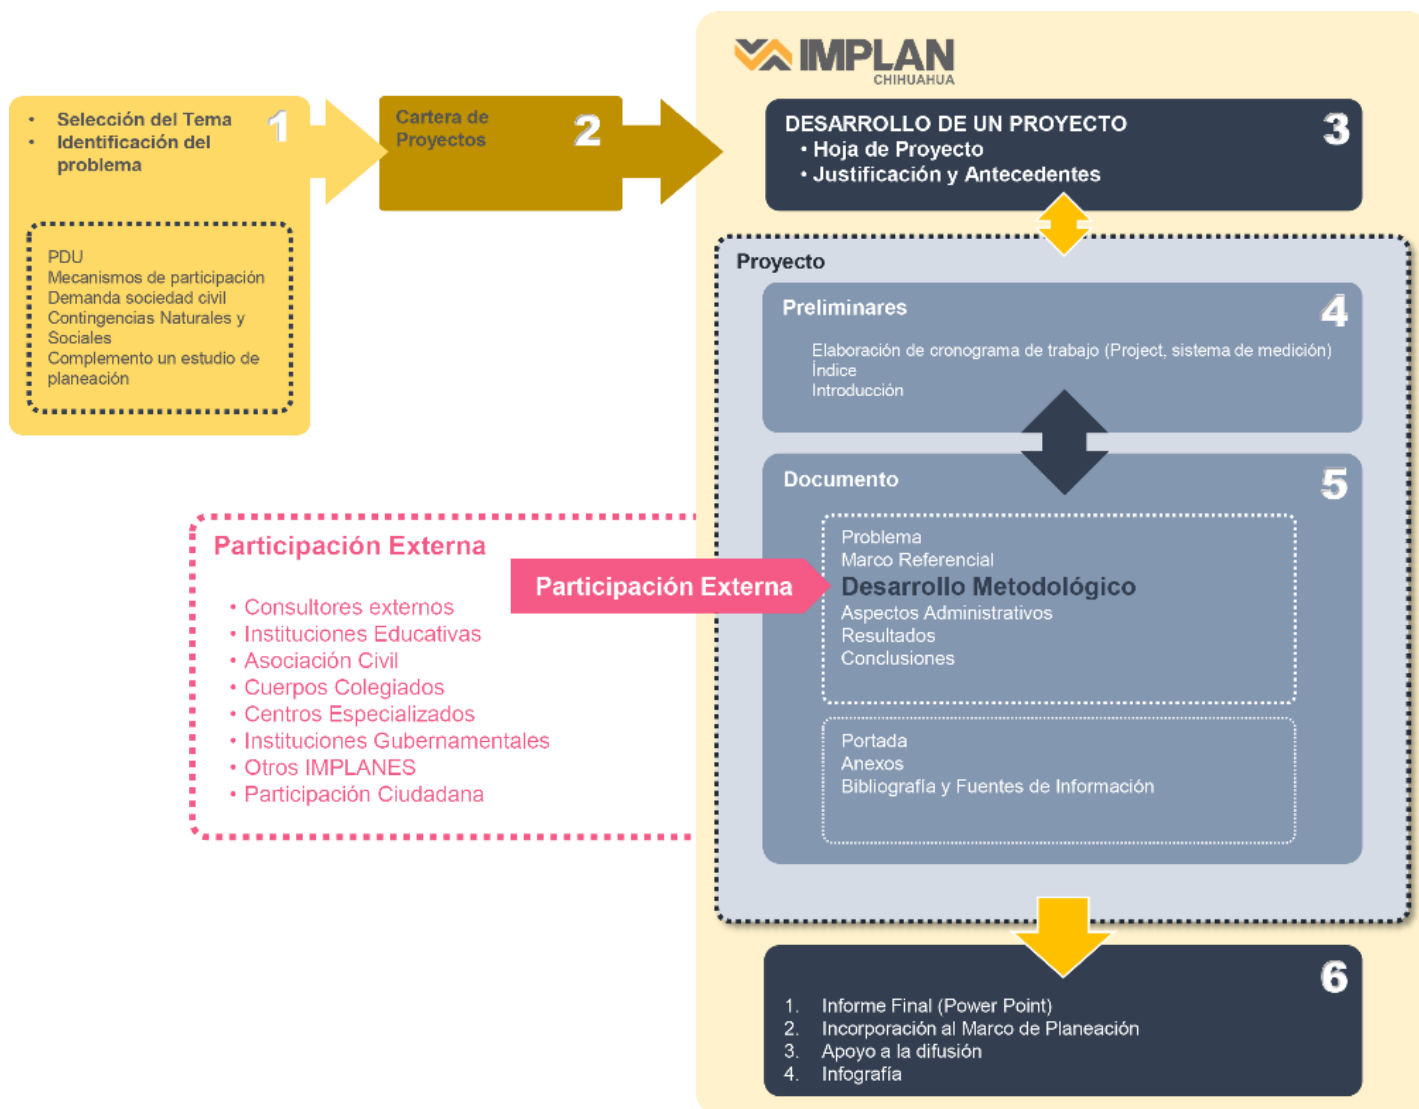 IMPLAN
CHIHUAHUA
• Selección del Tema
• Identificación del
problema
1
PDU
Mecanismos de participación
Demanda sociedad civil
Contingencias Naturales y
Sociales
Complemento un estudio de
planeación
Cartera de
Proyectos
2
DESARROLLO DE UN PROYECTO
• Hoja de Proyecto
• Justificación y Antecedentes
3
Proyecto
Preliminares
4
Elaboración de cronograma de trabajo (Project, sistema de medición)
Índice
Introducción
Documento
5
Problema
Marco Referencial
Desarrollo Metodológico
Aspectos Administrativos
Resultados
Conclusiones
Portada
Anexos
Bibliografía y Fuentes de Información
Participación Externa
• Consultores externos
• Instituciones Educativas
• Asociación Civil
• Cuerpos Colegiados
• Centros Especializados
• Instituciones Gubernamentales
• Otros IMPLANES
• Participación Ciudadana
Participación Externa
6
1. Informe Final (Power Point)
2. Incorporación al Marco de Planeación
3. Apoyo a la difusión
4. Infografía